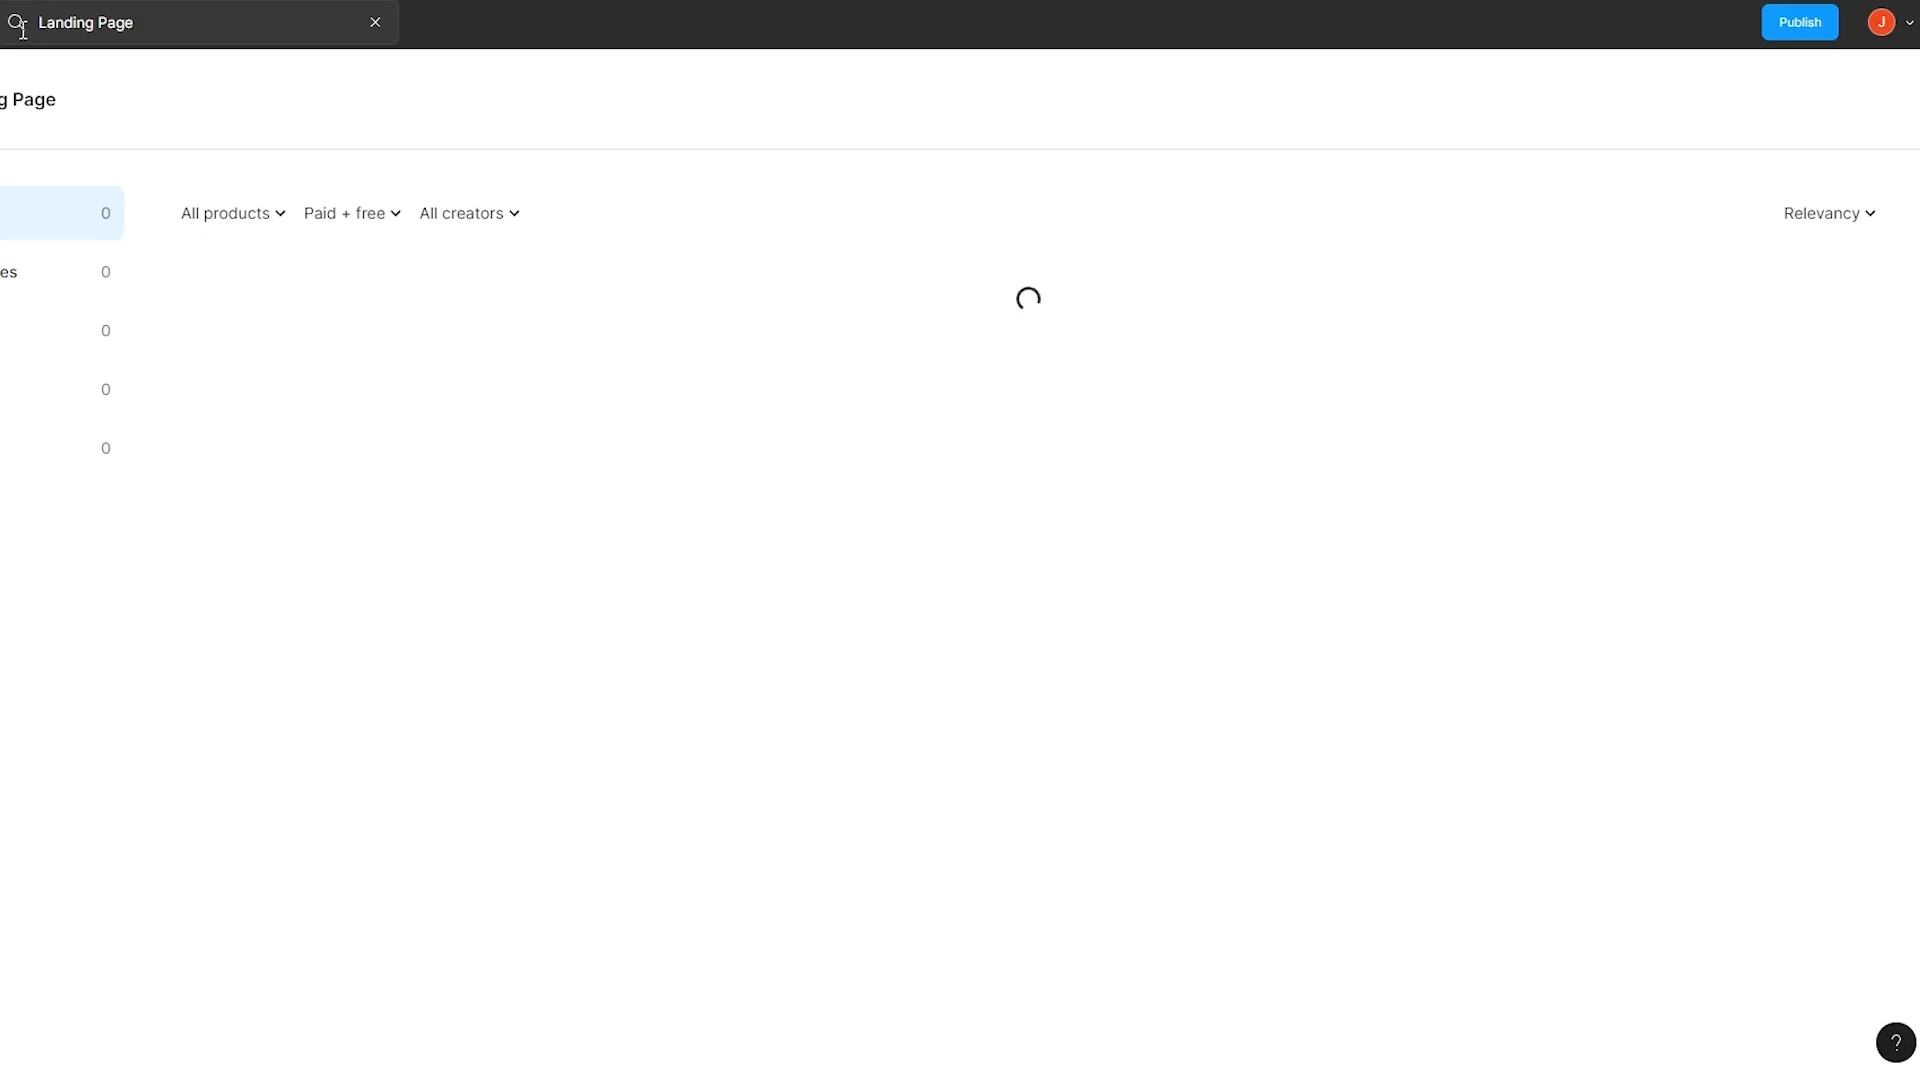 Landing Page
Publish
J
g Page
0
All products
Paid + free
All creators
Relevancy
es
0
0
0
0
?